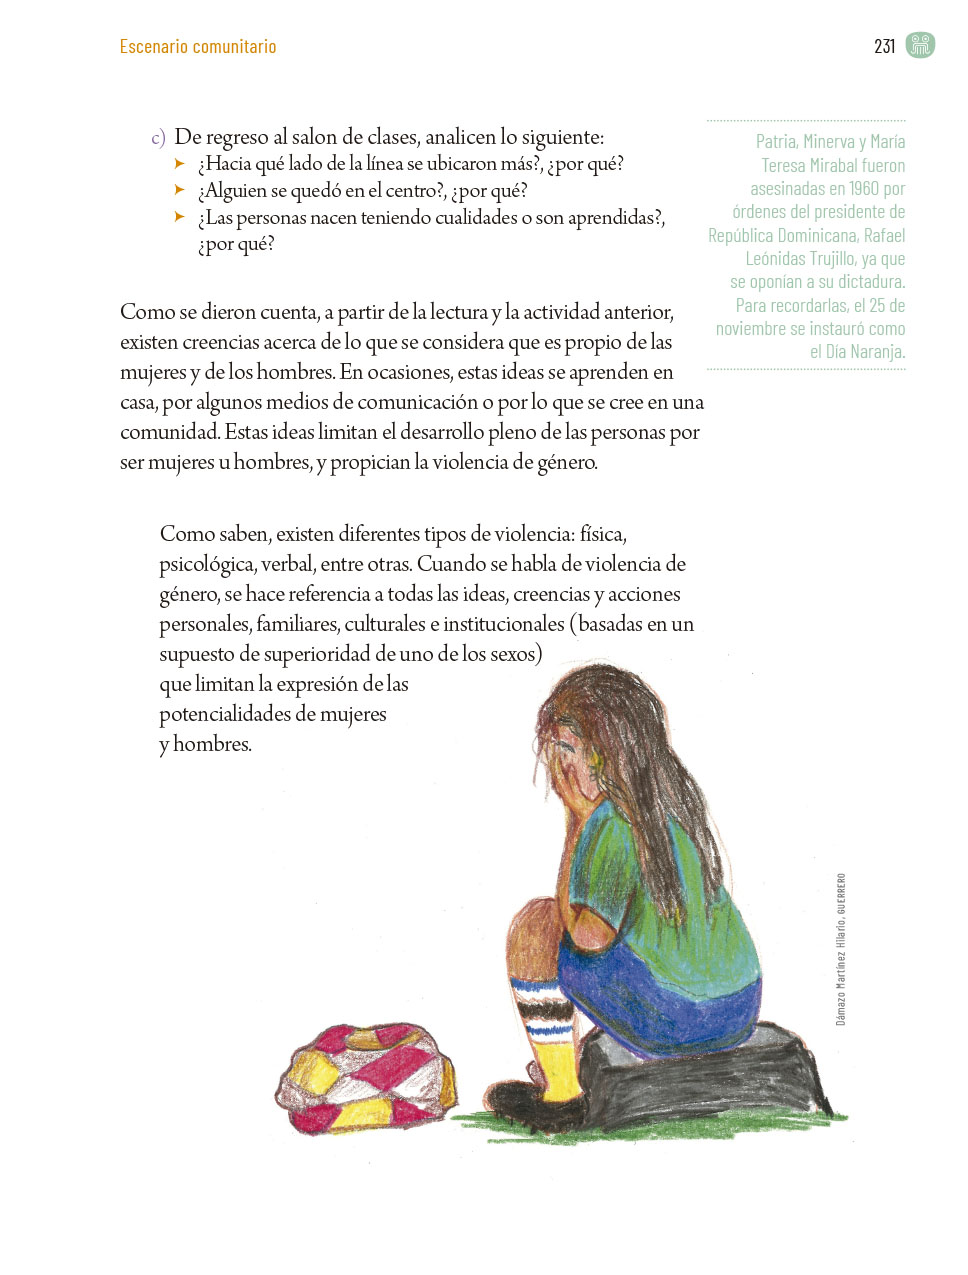 Escenario comunitario
231
c) De regreso al salon de clases, analicen lo siguiente:
➤ ¿Hacia qué lado de la línea se ubicaron más?, ¿por qué?
➤ ¿Alguien se quedó en el centro?, ¿por qué?
➤ ¿Las personas nacen teniendo cualidades o son aprendidas?,
¿por qué?
Patria, Minerva y María
Teresa Mirabal fueron
asesinadas en 1960 por
órdenes del presidente de
República Dominicana, Rafael
Leónidas Trujillo, ya que
se oponían a su dictadura.
Para recordarlas, el 25 de
noviembre se instauró como
el Día Naranja.
Como se dieron cuenta, a partir de la lectura y la actividad anterior,
existen creencias acerca de lo que se considera que es propio de las
mujeres y de los hombres. En ocasiones, estas ideas se aprenden en
casa, por algunos medios de comunicación o por lo que se cree en una
comunidad. Estas ideas limitan el desarrollo pleno de las personas por
ser mujeres u hombres, y propician la violencia de género.
Como saben, existen diferentes tipos de violencia: física,
psicológica, verbal, entre otras. Cuando se habla de violencia de
género, se hace referencia a todas las ideas, creencias y acciones
personales, familiares, culturales e institucionales (basadas en un
supuesto de superioridad de uno de los sexos)
que limitan la expresión de las
potencialidades de mujeres
y hombres.
Dámazo Martínez Hilario, GUERRERO